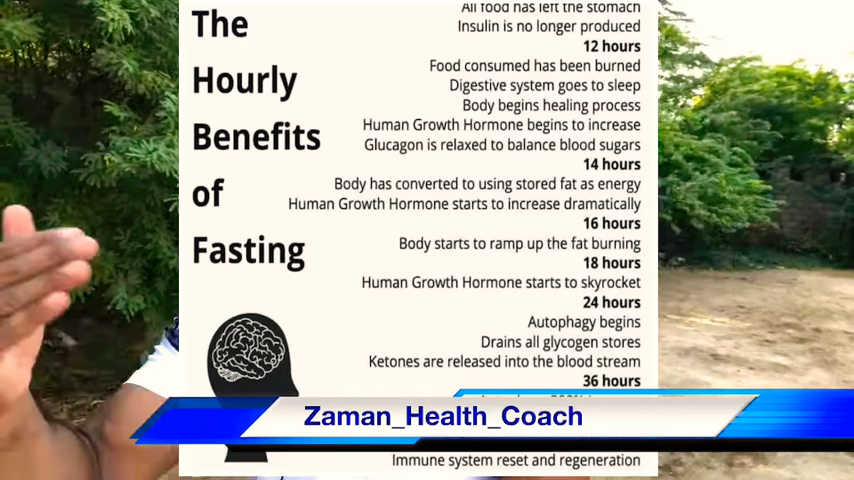 The
Hourly
Benefits
of
Fasting
All food has left the stomach
Insulin is no longer produced
12 hours
Food consumed has been burned
Digestive system goes to sleep
Body begins healing process
Human Growth Hormone begins to increase
Glucagon is relaxed to balance blood sugars
14 hours
Body has converted to using stored fat as energy
Human Growth Hormone starts to increase dramatically
16 hours
Body starts to ramp up the fat burning
18 hours
Human Growth Hormone starts to skyrocket
24 hours
Autophagy begins
Drains all glycogen stores
Ketones are released into the blood stream
36 hours
Zaman_Health_Coach
Immune system reset and regeneration